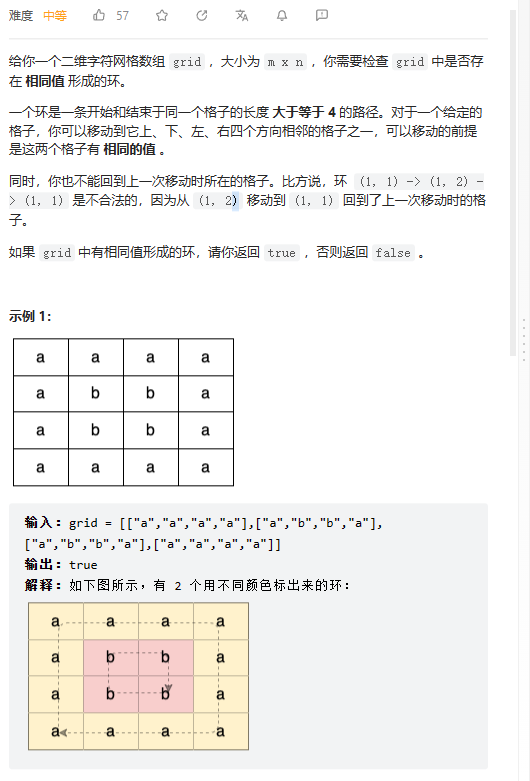 难度 中等 57
给你一个二维字符网格数组 grid ，大小为 m x n ，你需要检查 grid 中是否存
在 相同值 形成的环。
一个环是一条开始和结束于同一个格子的长度 大于等于 4 的路径。对于一个给定的
格子，你可以移动到它上、下、左、右四个方向相邻的格子之一，可以移动的前提
是这两个格子有 相同的值 。
同时，你也不能回到上一次移动时所在的格子。比方说，环 (1, 1) -> (1, 2) -
> (1, 1) 是不合法的，因为从 (1, 2) 移动到 (1, 1) 回到了上一次移动时的格
子。
如果 grid 中有相同值形成的环，请你返回 true ，否则返回 false 。
示例 1：
a a a a
a b b a
a b b a
a a a a
输入：grid = [["a","a","a","a"],["a","b","b","a"],
["a","b","b","a"],["a","a","a","a"]]
输出：true
解释：如下图所示，有 2 个用不同颜色标出来的环：
a a a a
a b b a
a b b a
a a a a